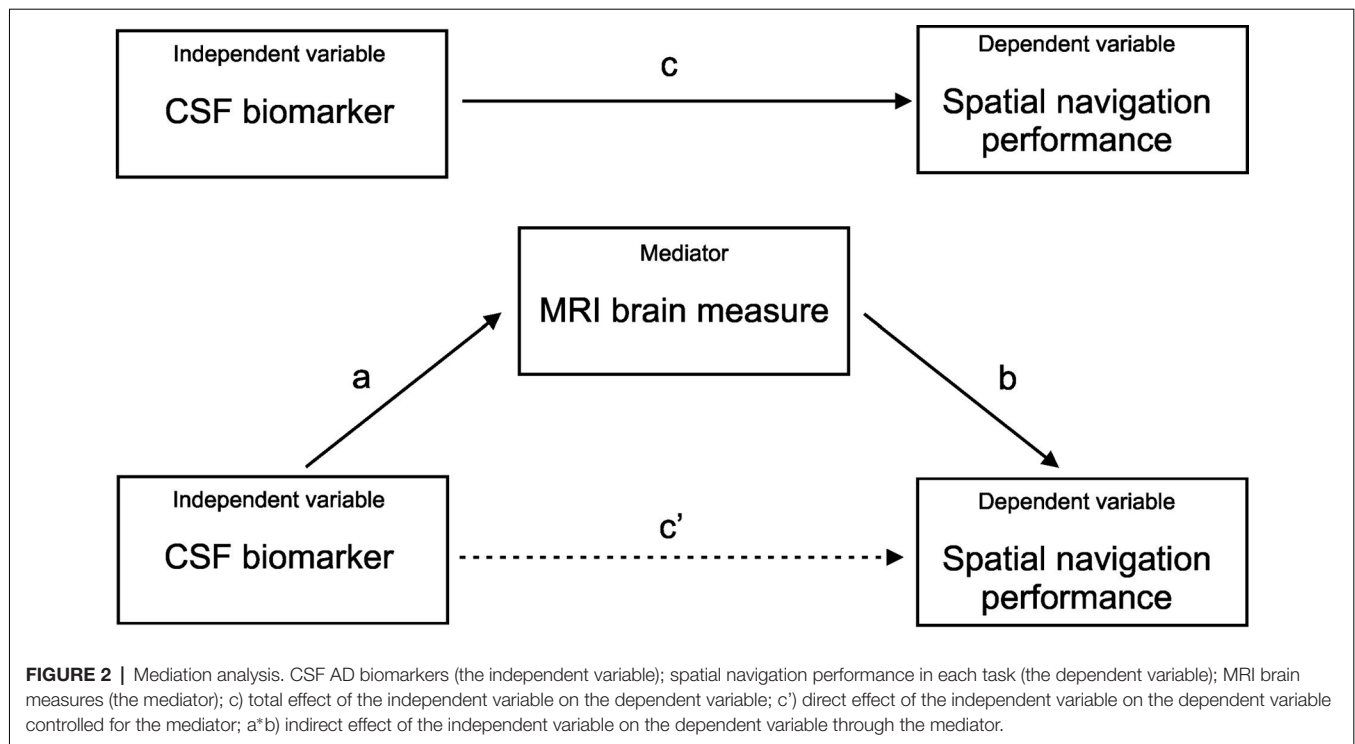 Independent variable
CSF biomarker
c
Dependent variable
Spatial navigation
performance
Mediator
MRI brain measure
a
b
Independent variable
CSF biomarker
c’
Dependent variable
Spatial navigation
performance
FIGURE 2 | Mediation analysis. CSF AD biomarkers (the independent variable); spatial navigation performance in each task (the dependent variable); MRI brain
measures (the mediator); c) total effect of the independent variable on the dependent variable; c’) direct effect of the independent variable on the dependent variable
controlled for the mediator; a*b) indirect effect of the independent variable on the dependent variable through the mediator.